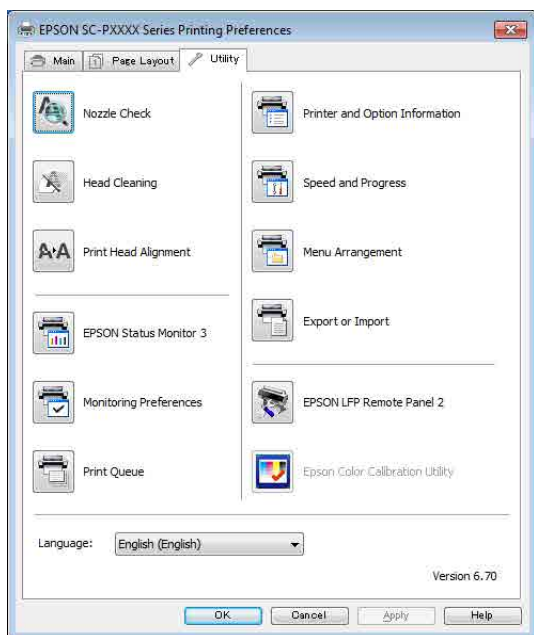 EPSON SC-PXXXX Series Printing Preferences
Main
Page Layout
Utility
Nozzle Check
Printer and Option Information
Head Cleaning
Speed and Progress
Print Head Alignment
Menu Arrangement
Export or Import
EPSON Status Monitor 3
Monitoring Preferences
EPSON LFP Remote Panel 2
Print Queue
Epson Color Calibration Utility
Language:
English (English)
Version 6.70
OK
Cancel
Apply
Help